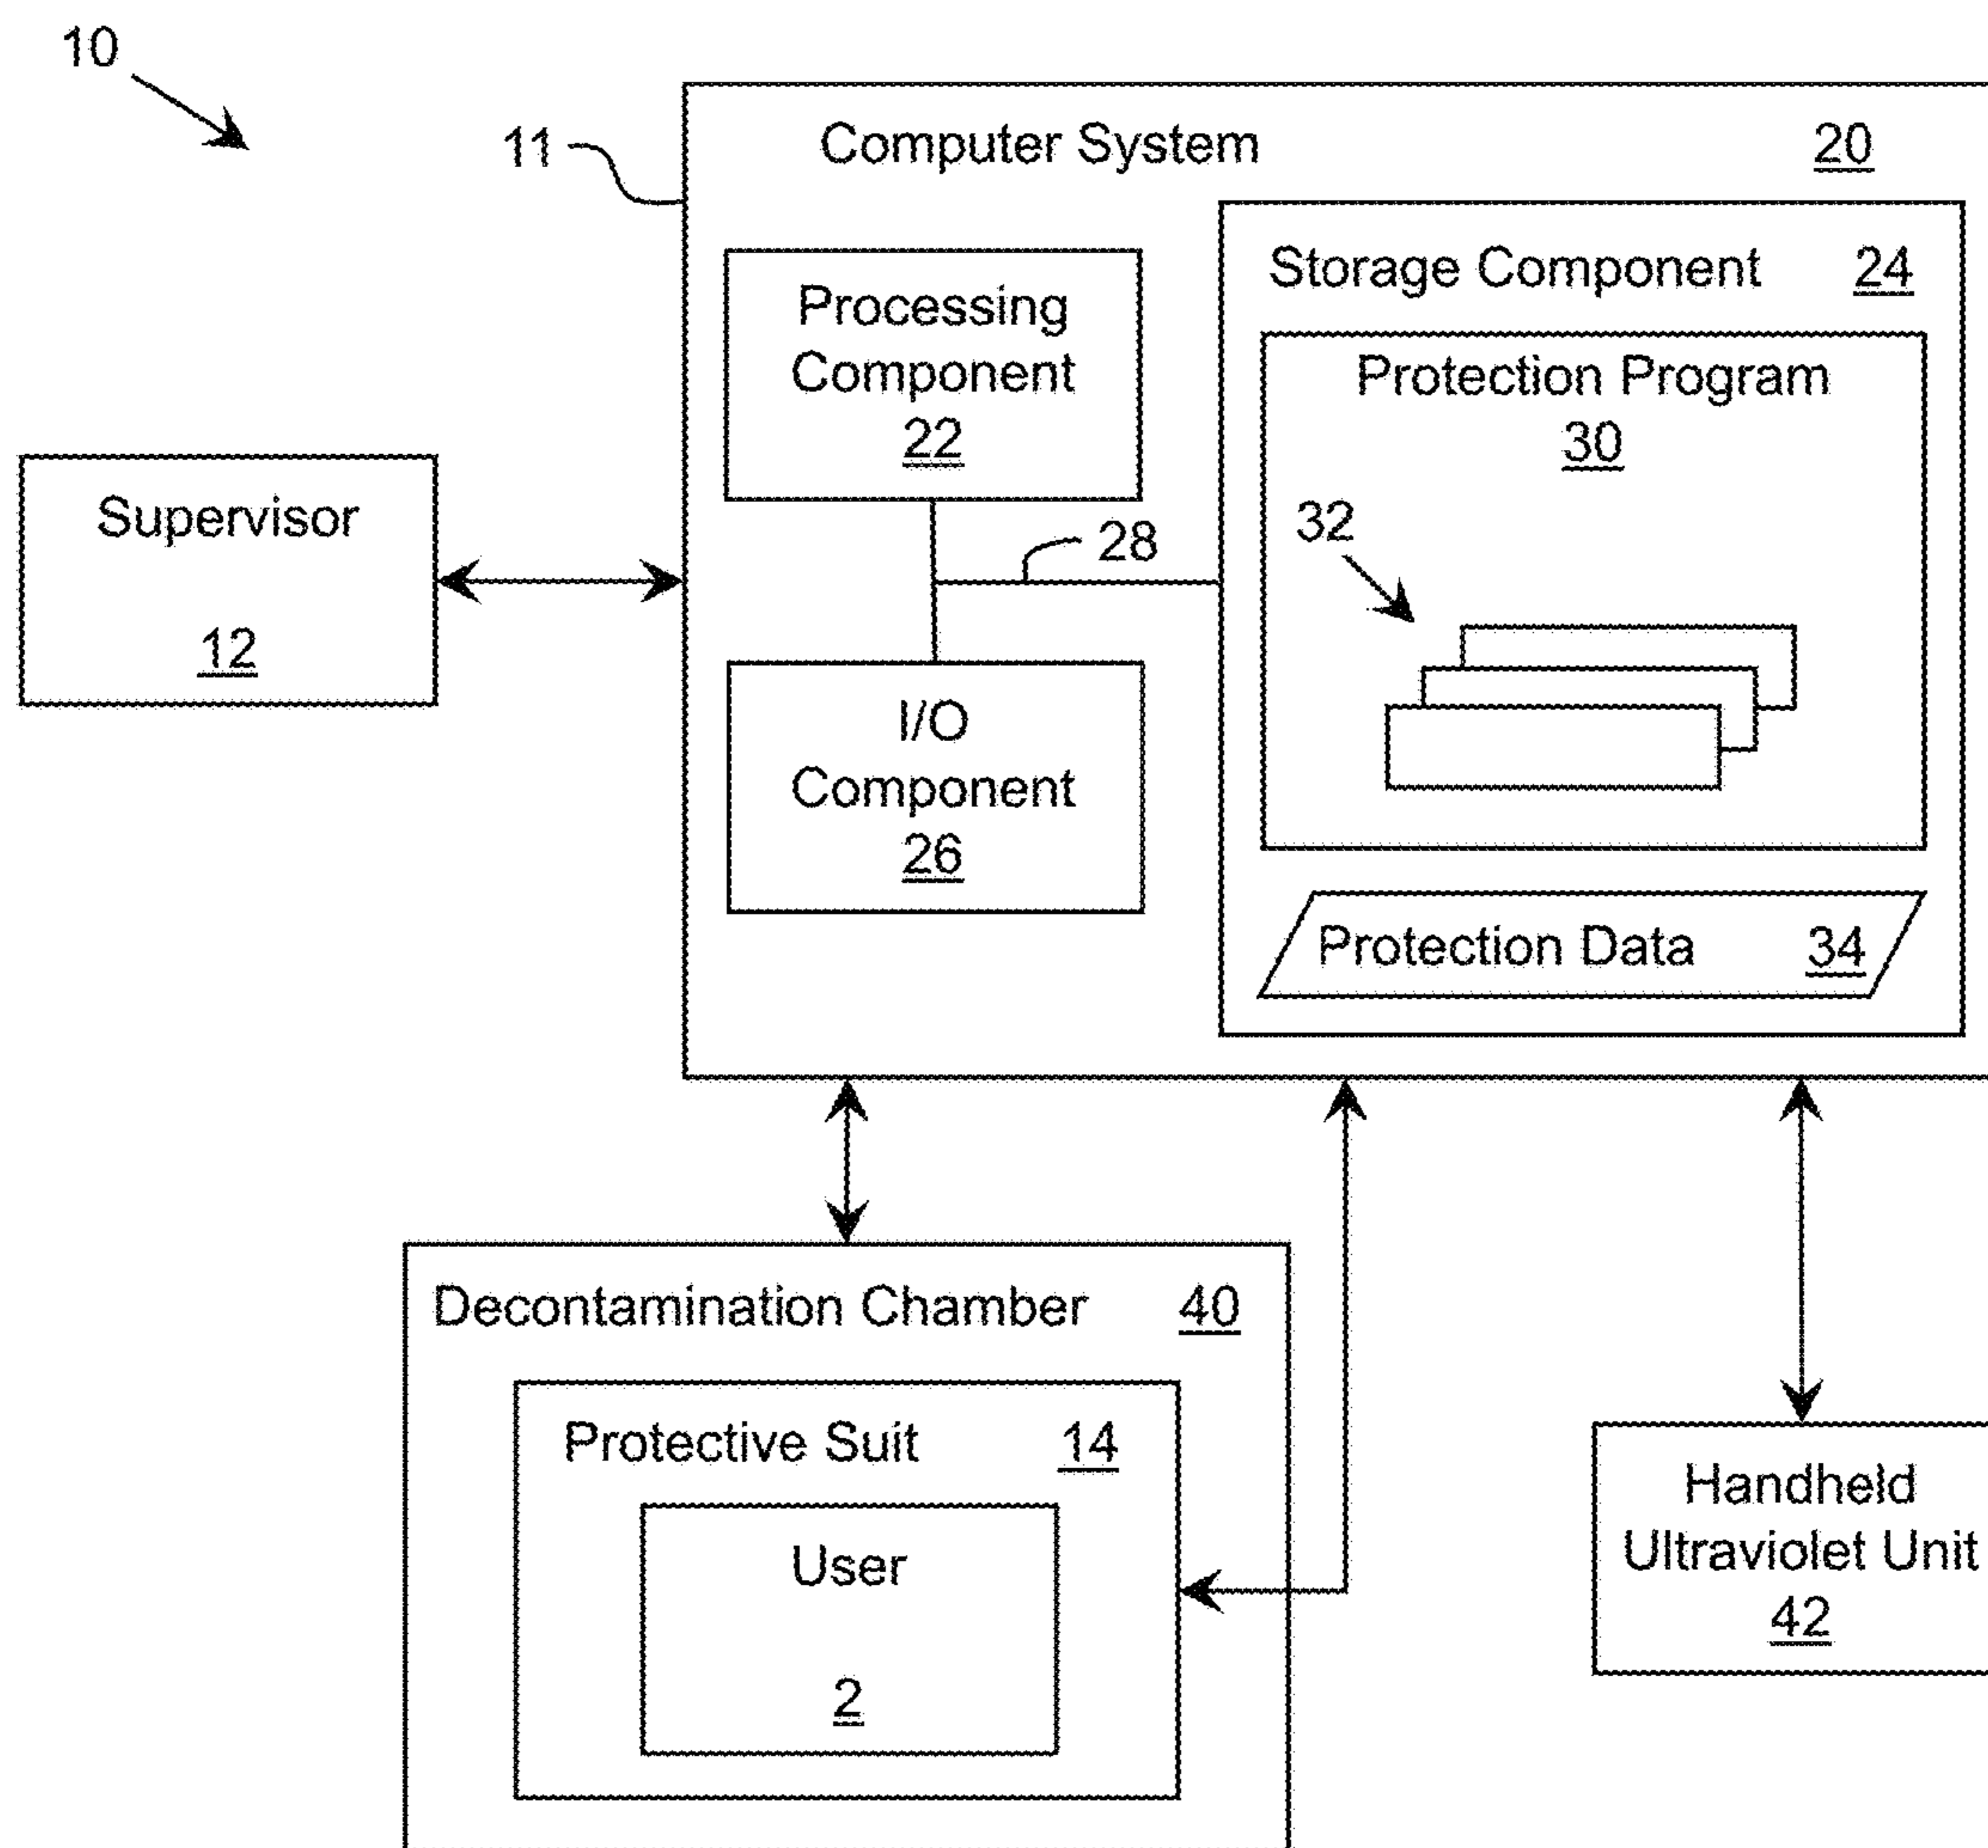 10
11
Computer System 20
Processing
Component
22
Storage Component 24
Protection Program
30
32
28
Supervisor
12
I/O
Component
26
Protection Data 34
Decontamination Chamber 40
Protective Suit 14
User
2
Handheld
Ultraviolet Unit
42